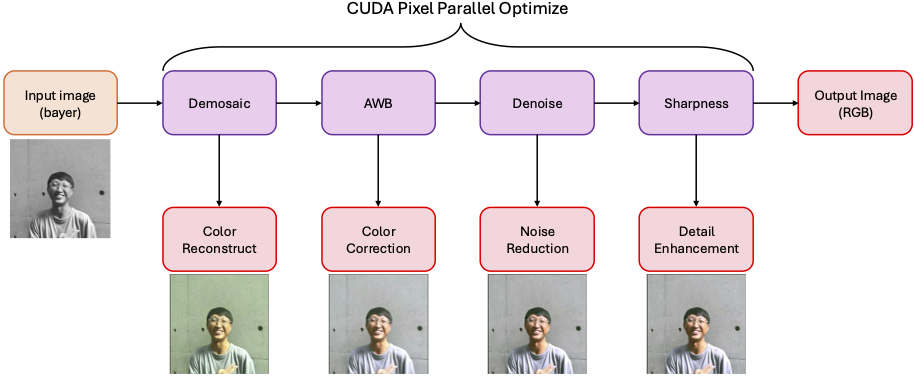 CUDA Pixel Parallel Optimize
Input image
(bayer)
Demosaic
AWB
Denoise
Sharpness
Output Image
(RGB)
Color
Reconstruct
Color
Correction
Noise
Reduction
Detail
Enhancement